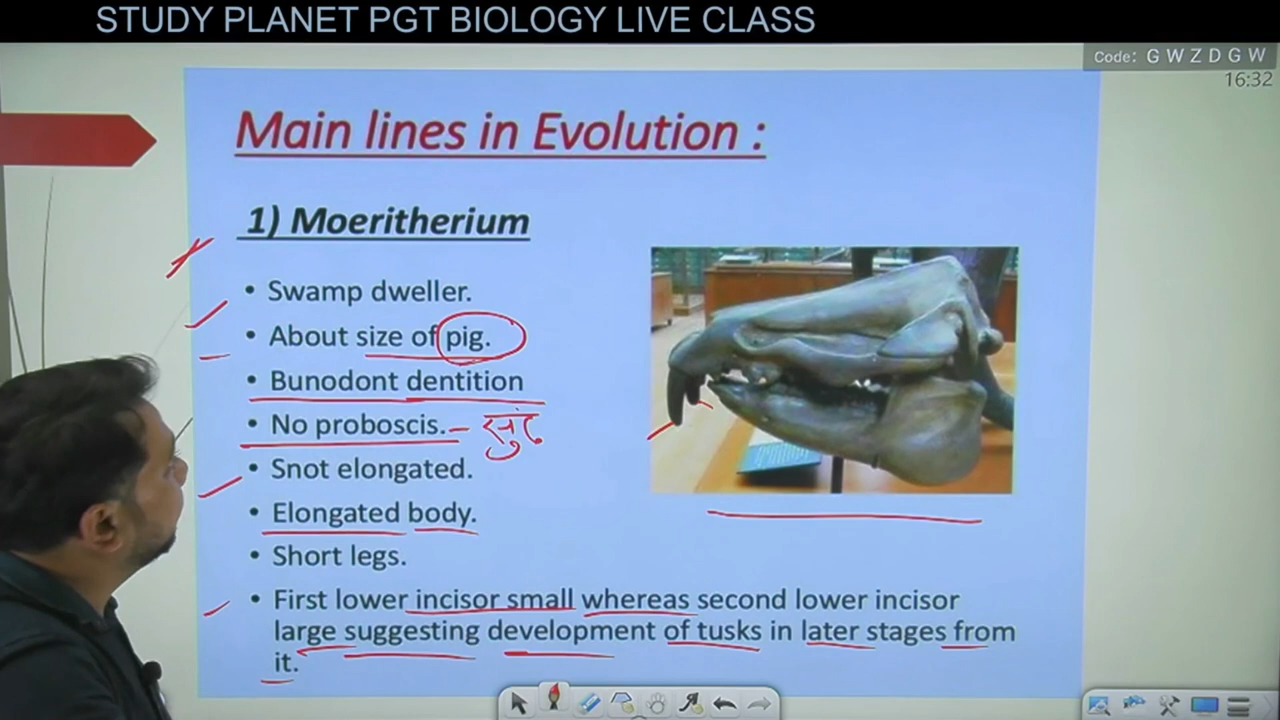 STUDY PLANET PGT BIOLOGY LIVE CLASS
Code: G W Z D G W
16:32
Main lines in Evolution :
1) Moeritherium
• Swamp dweller.
• About size of pig.
• Bunodont dentition
• No proboscis. – सुंढ
• Snot elongated.
• Elongated body.
• Short legs.
• First lower incisor small whereas second lower incisor
large suggesting development of tusks in later stages from
it.